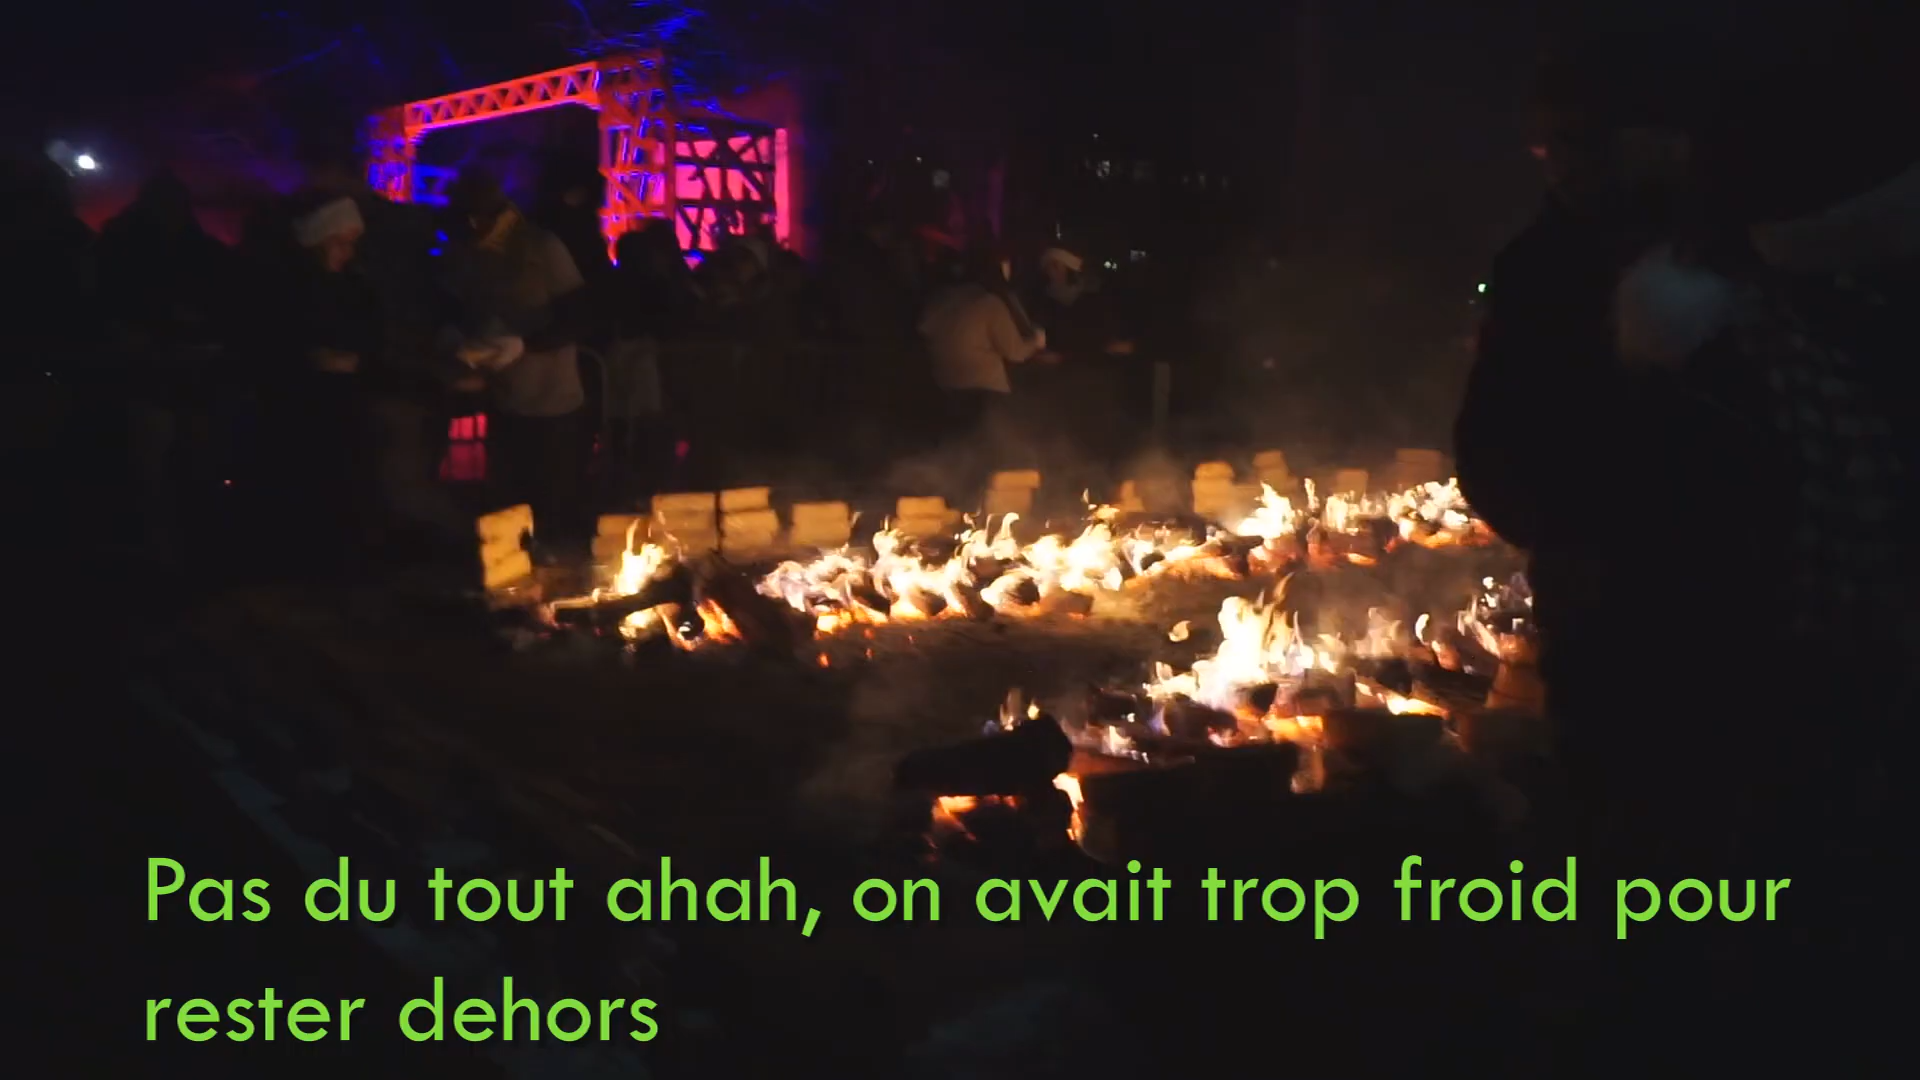 Pas du tout ahah, on avait trop froid pour
rester dehors